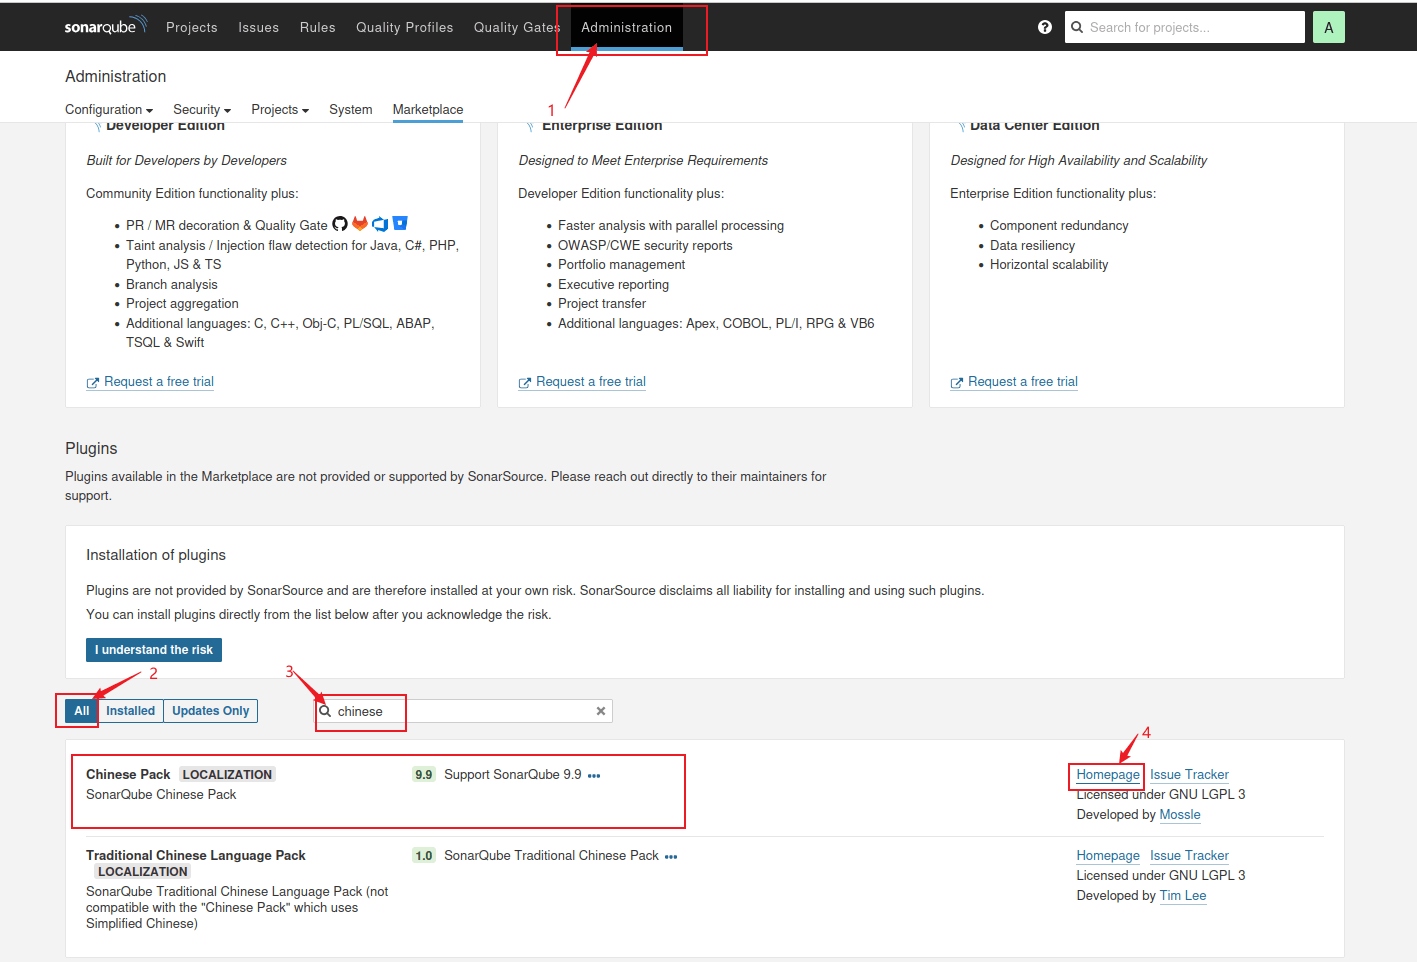 sonarqube Projects Issues Rules Quality Profiles Quality Gates Administration ? Search for projects... A
Administration
1
Configuration Security Projects System Marketplace
Developer Edition
Built for Developers by Developers
Community Edition functionality plus:
• PR / MR decoration & Quality Gate
• Taint analysis / Injection flaw detection for Java, C#, PHP,
Python, JS & TS
• Branch analysis
• Project aggregation
• Additional languages: C, C++, Obj-C, PL/SQL, ABAP,
TSQL & Swift
Request a free trial
Enterprise Edition
Designed to Meet Enterprise Requirements
Developer Edition functionality plus:
• Faster analysis with parallel processing
• OWASP/CWE security reports
• Portfolio management
• Executive reporting
• Project transfer
• Additional languages: Apex, COBOL, PL/I, RPG & VB6
Request a free trial
Data Center Edition
Designed for High Availability and Scalability
Enterprise Edition functionality plus:
• Component redundancy
• Data resiliency
• Horizontal scalability
Request a free trial
Plugins
Plugins available in the Marketplace are not provided or supported by SonarSource. Please reach out directly to their maintainers for
support.
Installation of plugins
Plugins are not provided by SonarSource and are therefore installed at your own risk. SonarSource disclaims all liability for installing and using such plugins.
You can install plugins directly from the list below after you acknowledge the risk.
I understand the risk
2
3
All Installed Updates Only
chinese
4
Chinese Pack LOCALIZATION
SonarQube Chinese Pack
9.9 Support SonarQube 9.9 •••
Homepage Issue Tracker
Licensed under GNU LGPL 3
Developed by Mossle
Traditional Chinese Language Pack
LOCALIZATION
SonarQube Traditional Chinese Language Pack (not
compatible with the "Chinese Pack" which uses
Simplified Chinese)
1.0 SonarQube Traditional Chinese Pack •••
Homepage Issue Tracker
Licensed under GNU LGPL 3
Developed by Tim Lee